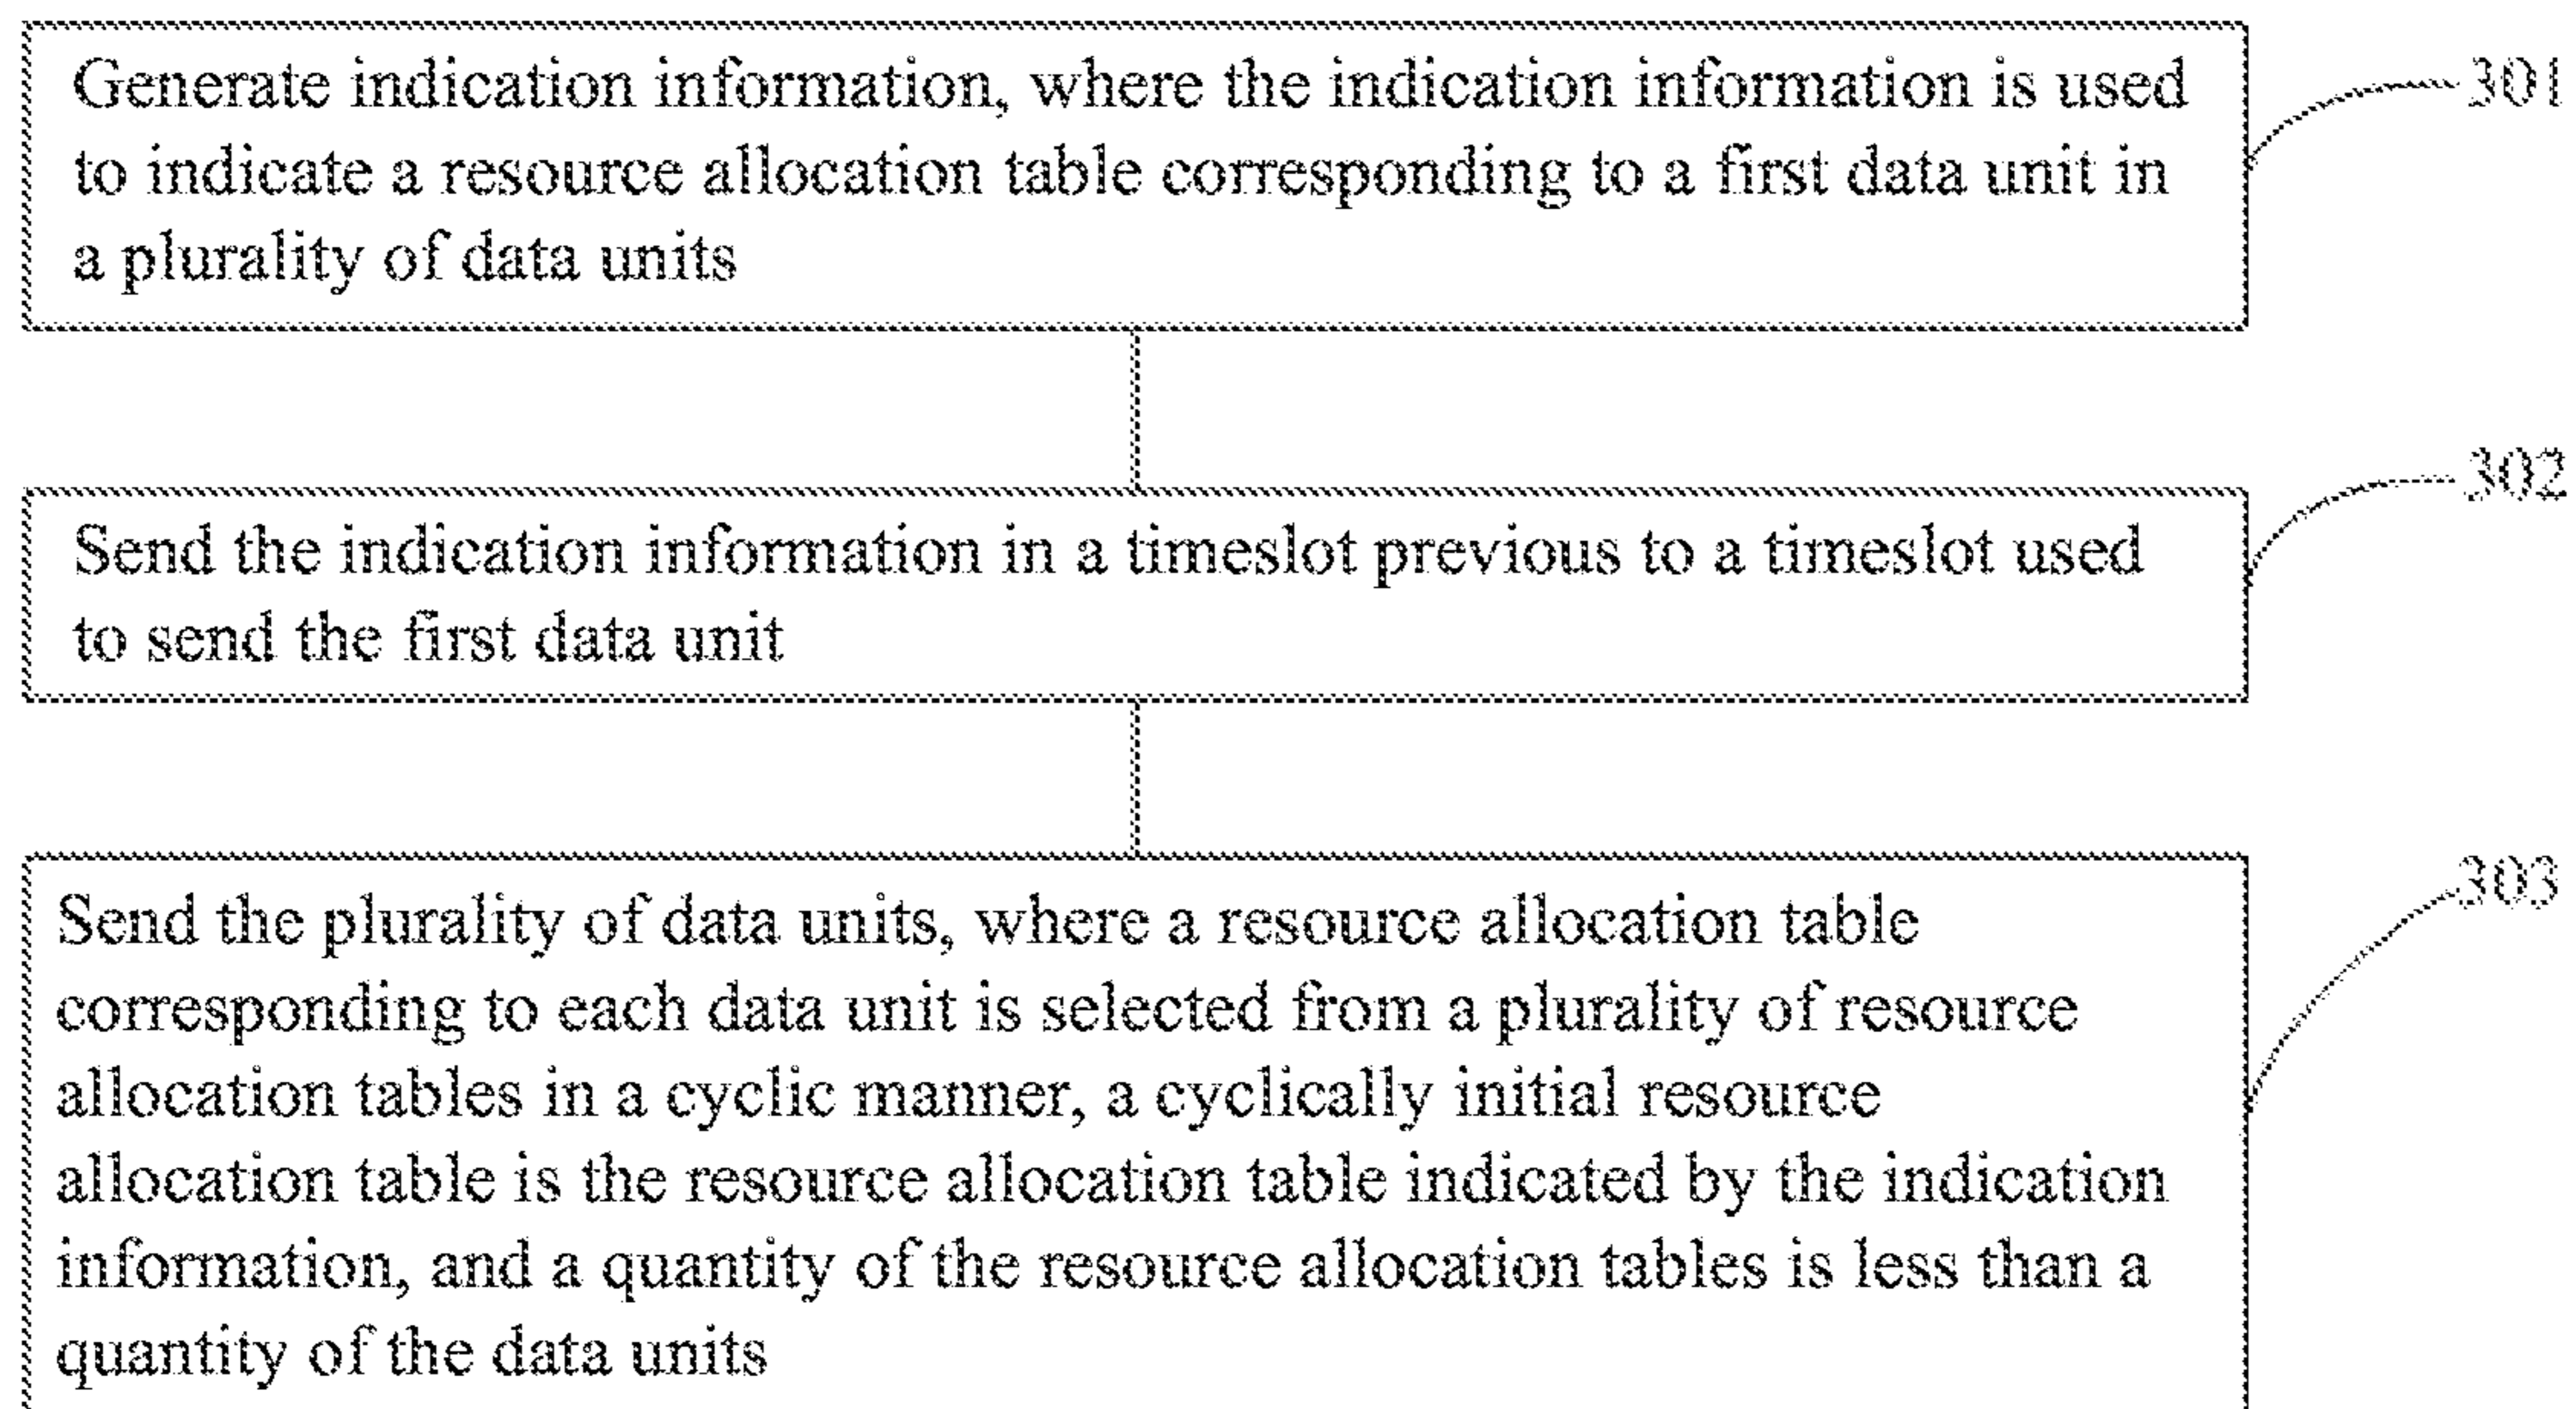 Generate indication information, where the indication information is used
to indicate a resource allocation table corresponding to a first data unit in
a plurality of data units
301
Send the indication information in a timeslot previous to a timeslot used
to send the first data unit
302
Send the plurality of data units, where a resource allocation table
corresponding to each data unit is selected from a plurality of resource
allocation tables in a cyclic manner, a cyclically initial resource
allocation table is the resource allocation table indicated by the indication
information, and a quantity of the resource allocation tables is less than a
quantity of the data units
303